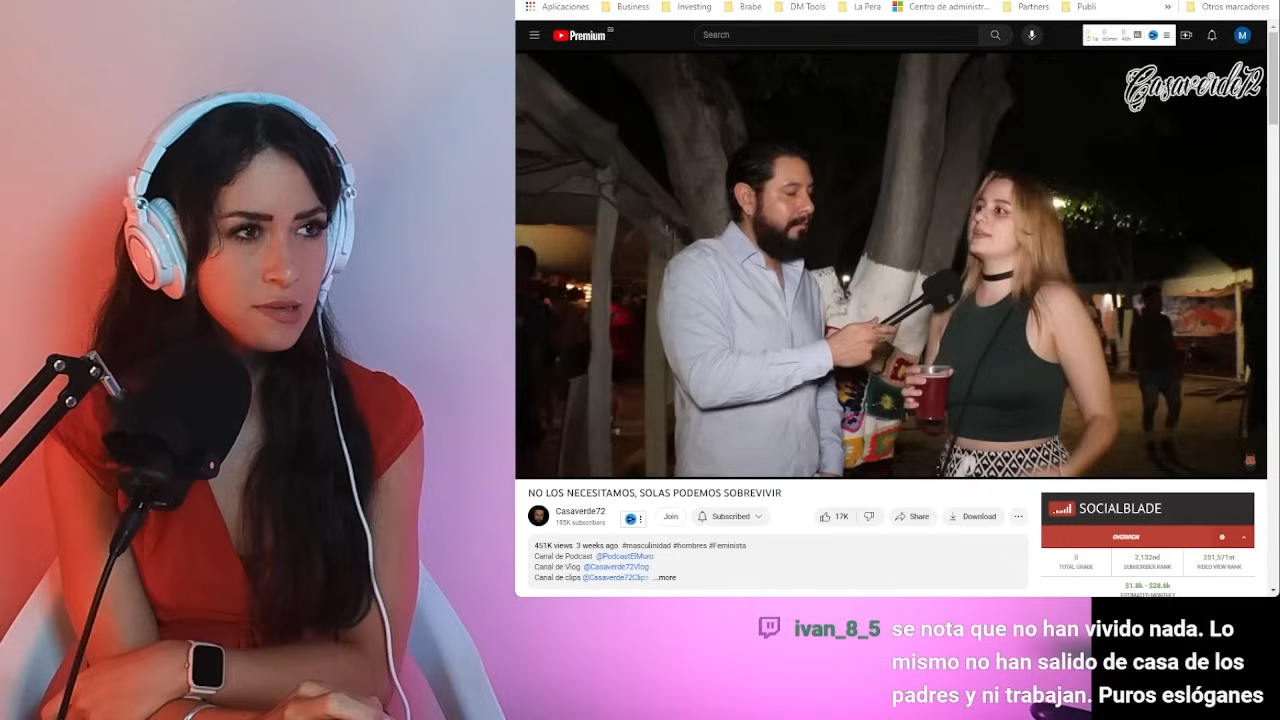 Aplicaciones Business Investing Brabe DM Tools La Pera Centro de administr... Partners Publi » Otros marcadores
Premium Search M
Casaverde72
NO LOS NECESITAMOS, SOLAS PODEMOS SOBREVIVIR
Casaverde72
195K subscribers
Join Subscribed 17K Share Download ...
451K views 3 weeks ago #masculinidad #hombres #Feminista
Canal de Podcast @PodcastElMuro
Canal de Vlog @Casaverde72Vlog
Canal de clips @Casaverde72Clips ...more
SOCIALBLADE
OVERVIEW
2,132nd 251,571st
TOTAL GRADE SUBSCRIBER RANK VIDEO VIEW RANK
$1.8k - $28.6k
ESTIMATED MONTHLY
ivan_8_5 se nota que no han vivido nada. Lo
mismo no han salido de casa de los
padres y ni trabajan. Puros eslóganes